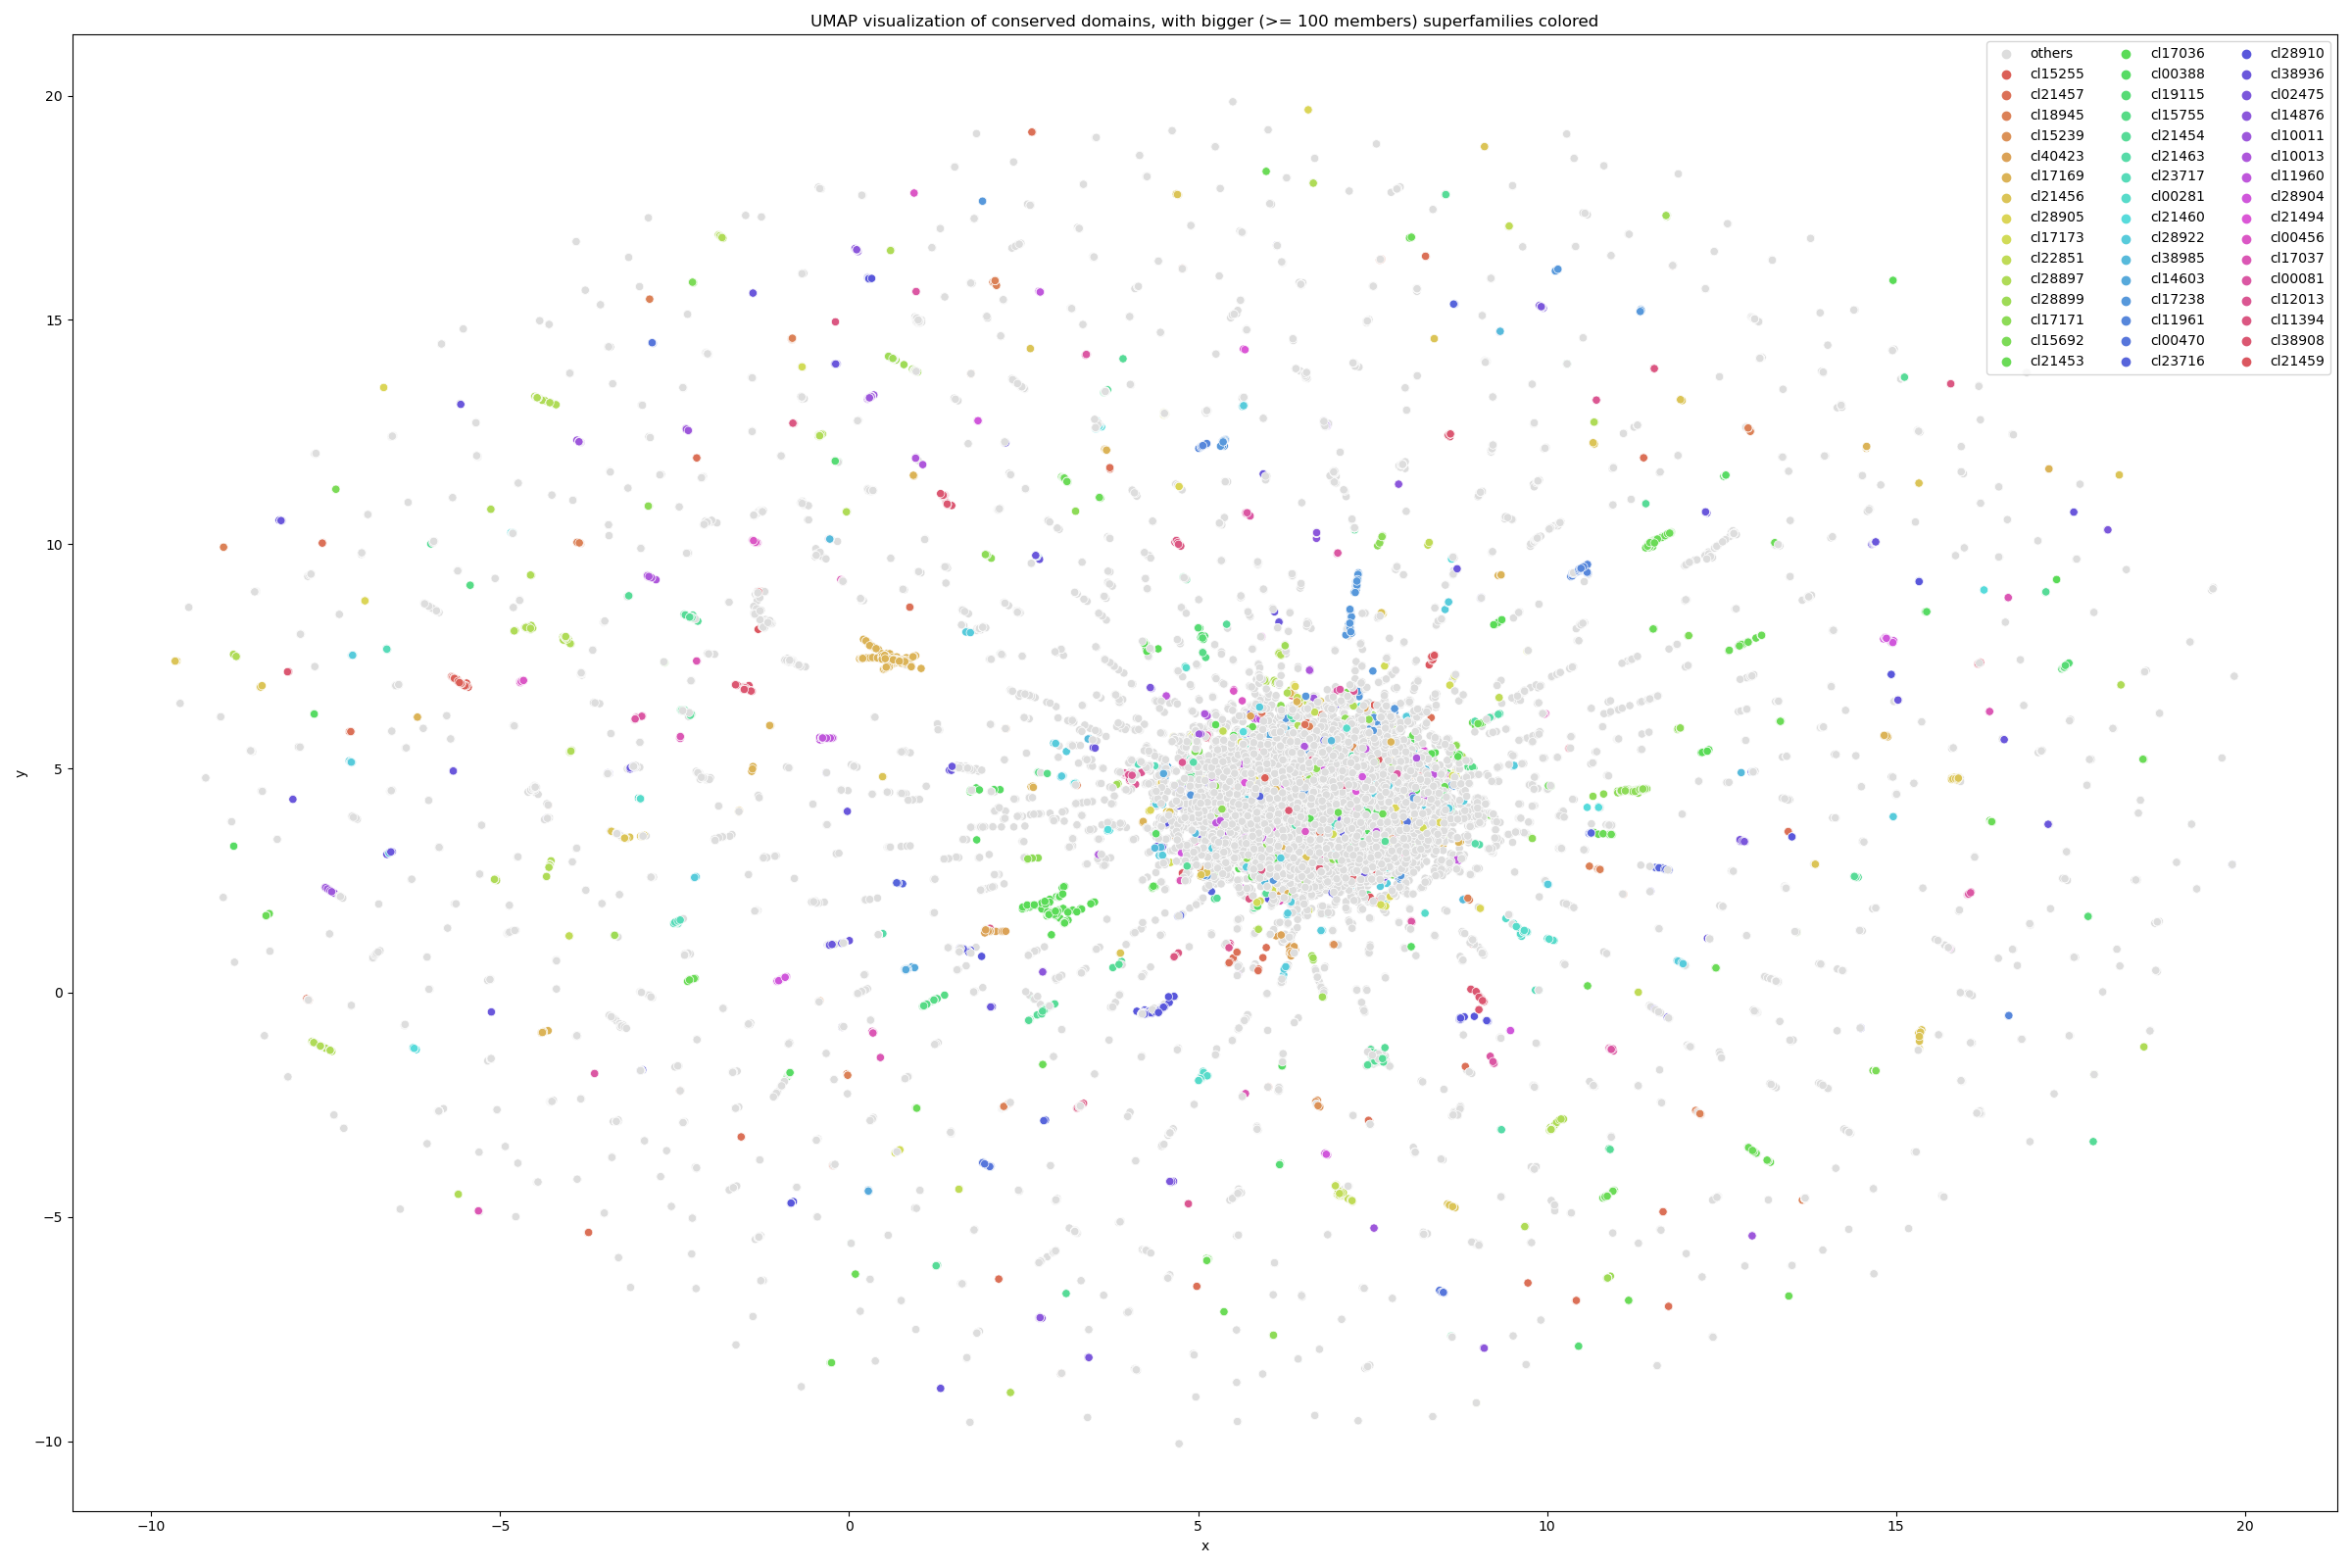 UMAP visualization of conserved domains, with bigger (>= 100 members) superfamilies colored
others
cl15255
cl21457
cl18945
cl15239
cl40423
cl17169
cl21456
cl28905
cl17173
cl22851
cl28897
cl28899
cl17171
cl15692
cl21453
cl17036
cl00388
cl19115
cl15755
cl21454
cl21463
cl23717
cl00281
cl21460
cl28922
cl38985
cl14603
cl17238
cl11961
cl00470
cl23716
cl28910
cl38936
cl02475
cl14876
cl10011
cl10013
cl11960
cl28904
cl21494
cl00456
cl17037
cl00081
cl12013
cl11394
cl38908
cl21459
20
15
10
5
0
−5
−10
y
−10 −5 0 5 10 15 20
x